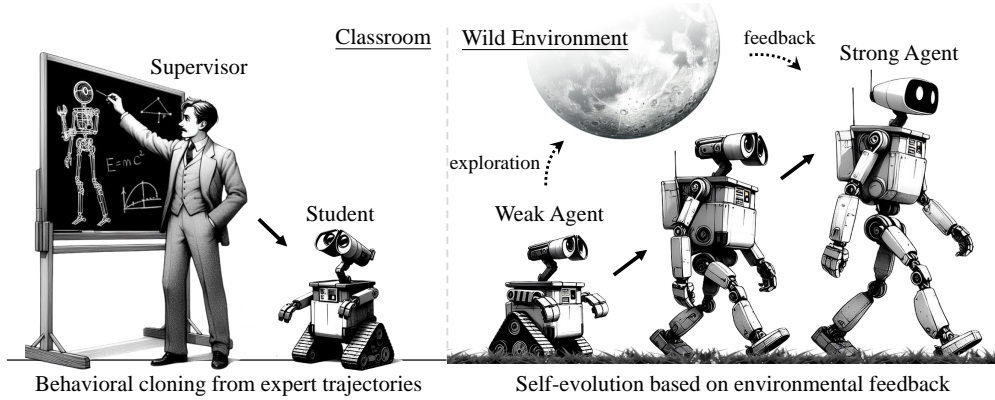 Classroom
Supervisor
E=mc²
Student
Behavioral cloning from expert trajectories
Wild Environment
feedback
Strong Agent
exploration
Weak Agent
Self-evolution based on environmental feedback